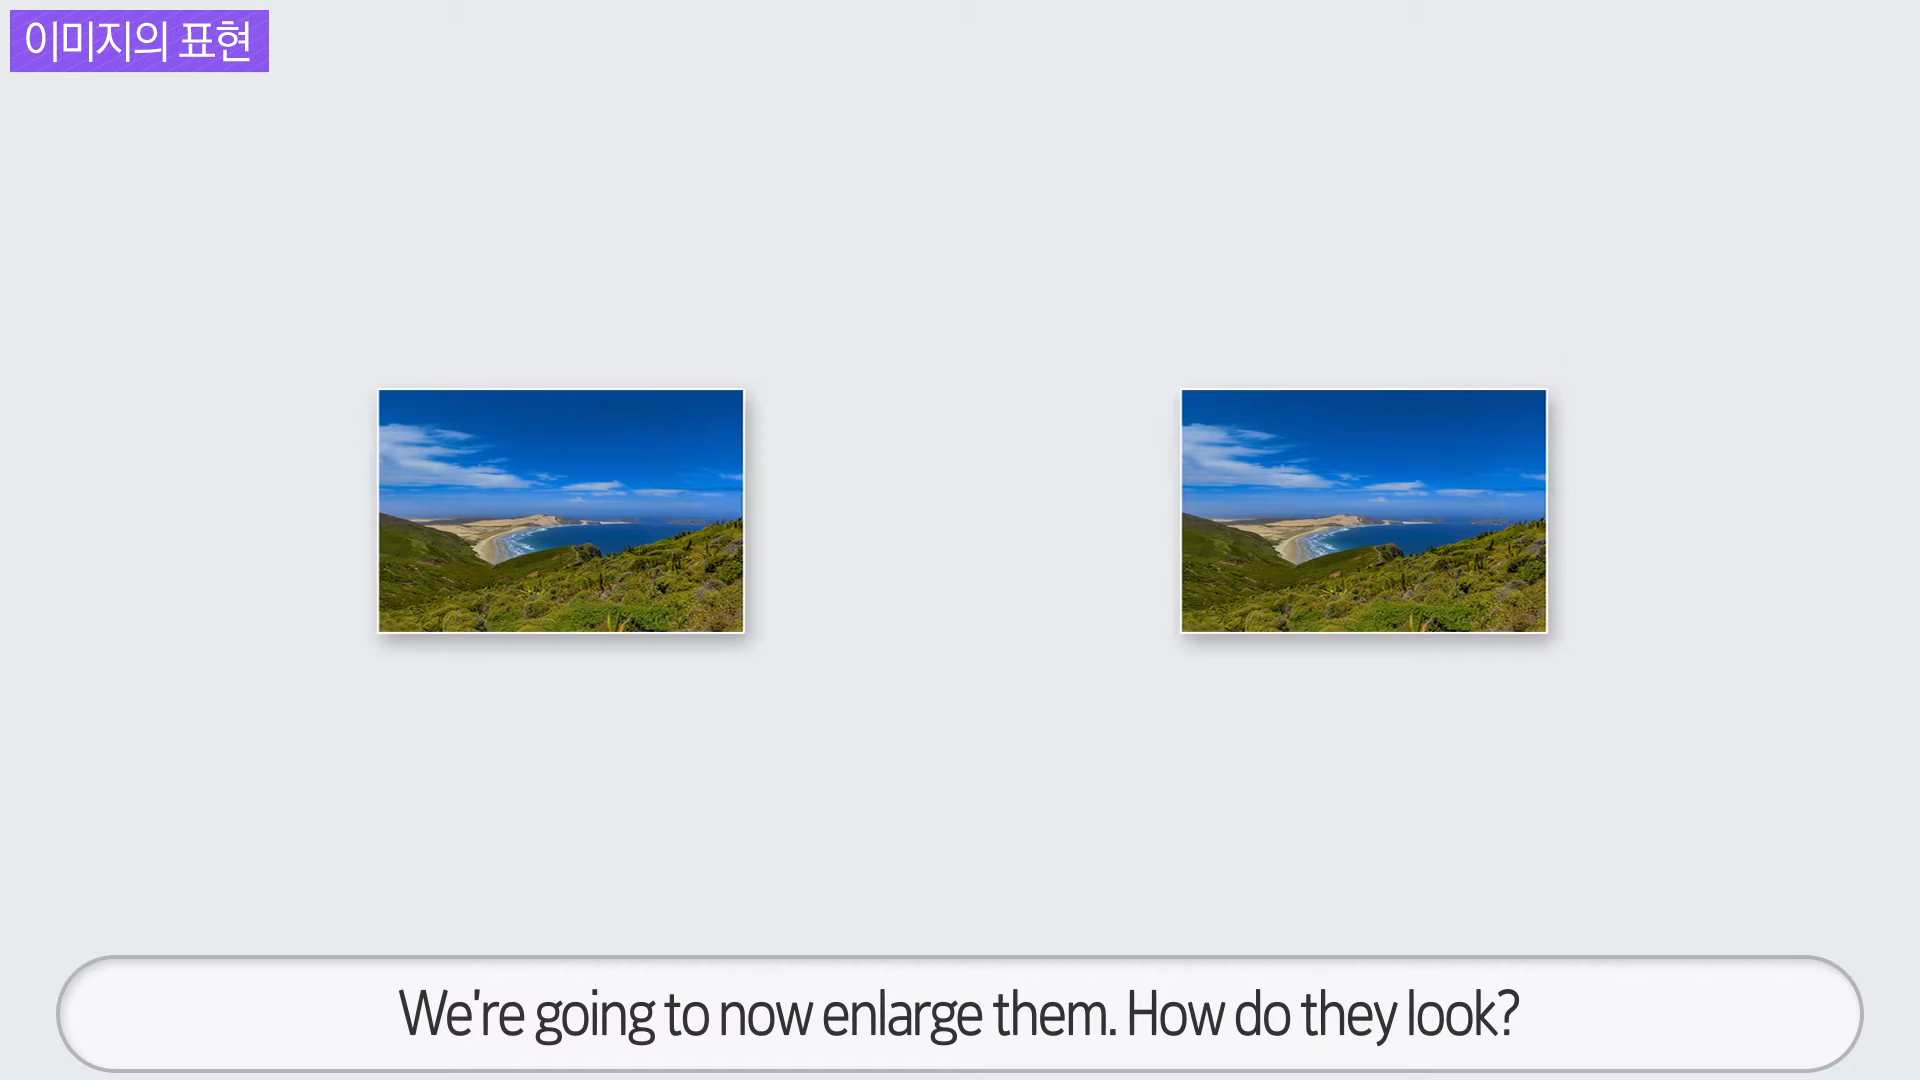 이미지의 표현
We're going to now enlarge them. How do they look?